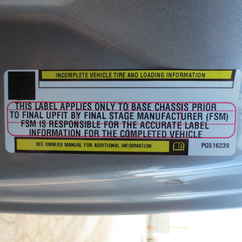 INCOMPLETE VEHICLE TIRE AND LOADING INFORMATION
THIS LABEL APPLIES ONLY TO BASE CHASSIS PRIOR
TO FINAL UPFIT BY FINAL STAGE MANUFACTURER (FSM)
FSM IS RESPONSIBLE FOR THE ACCURATE LABEL
INFORMATION FOR THE COMPLETED VEHICLE
SEE OWNERS MANUAL FOR ADDITIONAL INFORMATION
PGS16239